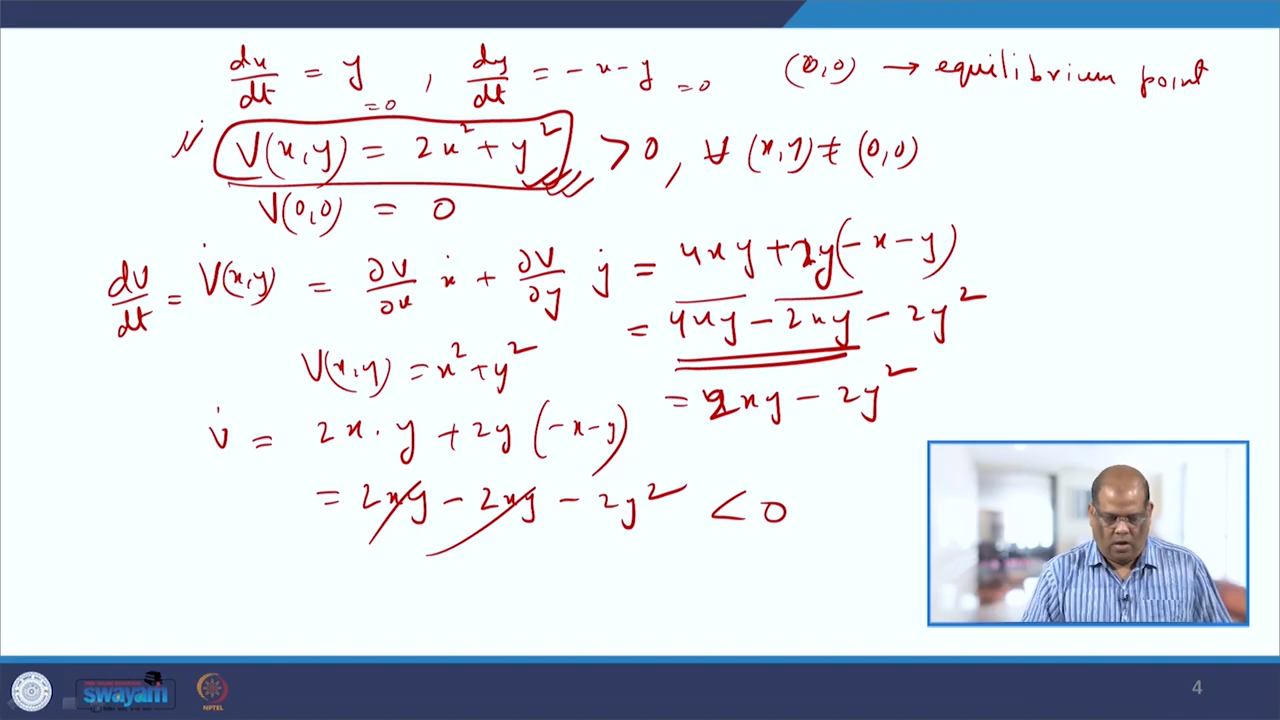 dx/dt = y =0 , dy/dt = -x-y =0 (0,0) → equilibrium point
V(x,y) = 2x² + y² > 0, ∀ (x,y) ≠ (0,0)
V(0,0) = 0
dV/dt = V̇(x,y) = ∂V/∂x ẋ + ∂V/∂y ẏ = 4xy + 2y(-x-y)
= 4xy - 2xy - 2y²
= 2xy - 2y²
V(x,y) = x² + y²
V̇ = 2x·y + 2y(-x-y)
= 2xy - 2xy - 2y² < 0
swayam
NPTEL
4